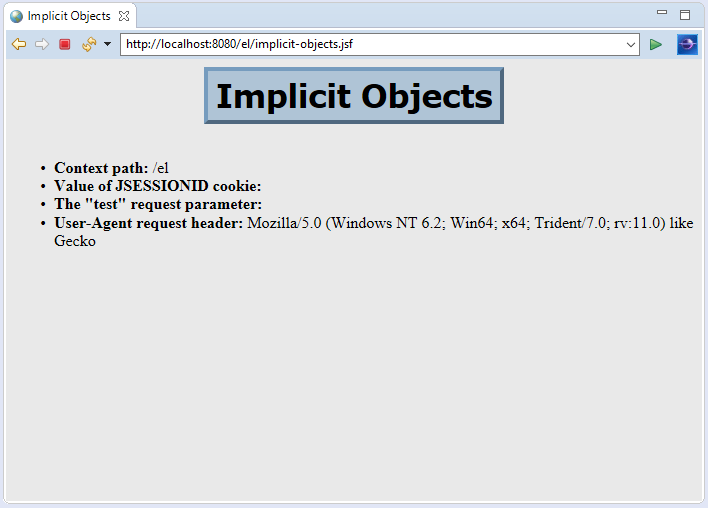 Implicit Objects
http://localhost:8080/el/implicit-objects.jsf
Implicit Objects
• Context path: /el
• Value of JSESSIONID cookie:
• The "test" request parameter:
• User-Agent request header: Mozilla/5.0 (Windows NT 6.2; Win64; x64; Trident/7.0; rv:11.0) like
Gecko